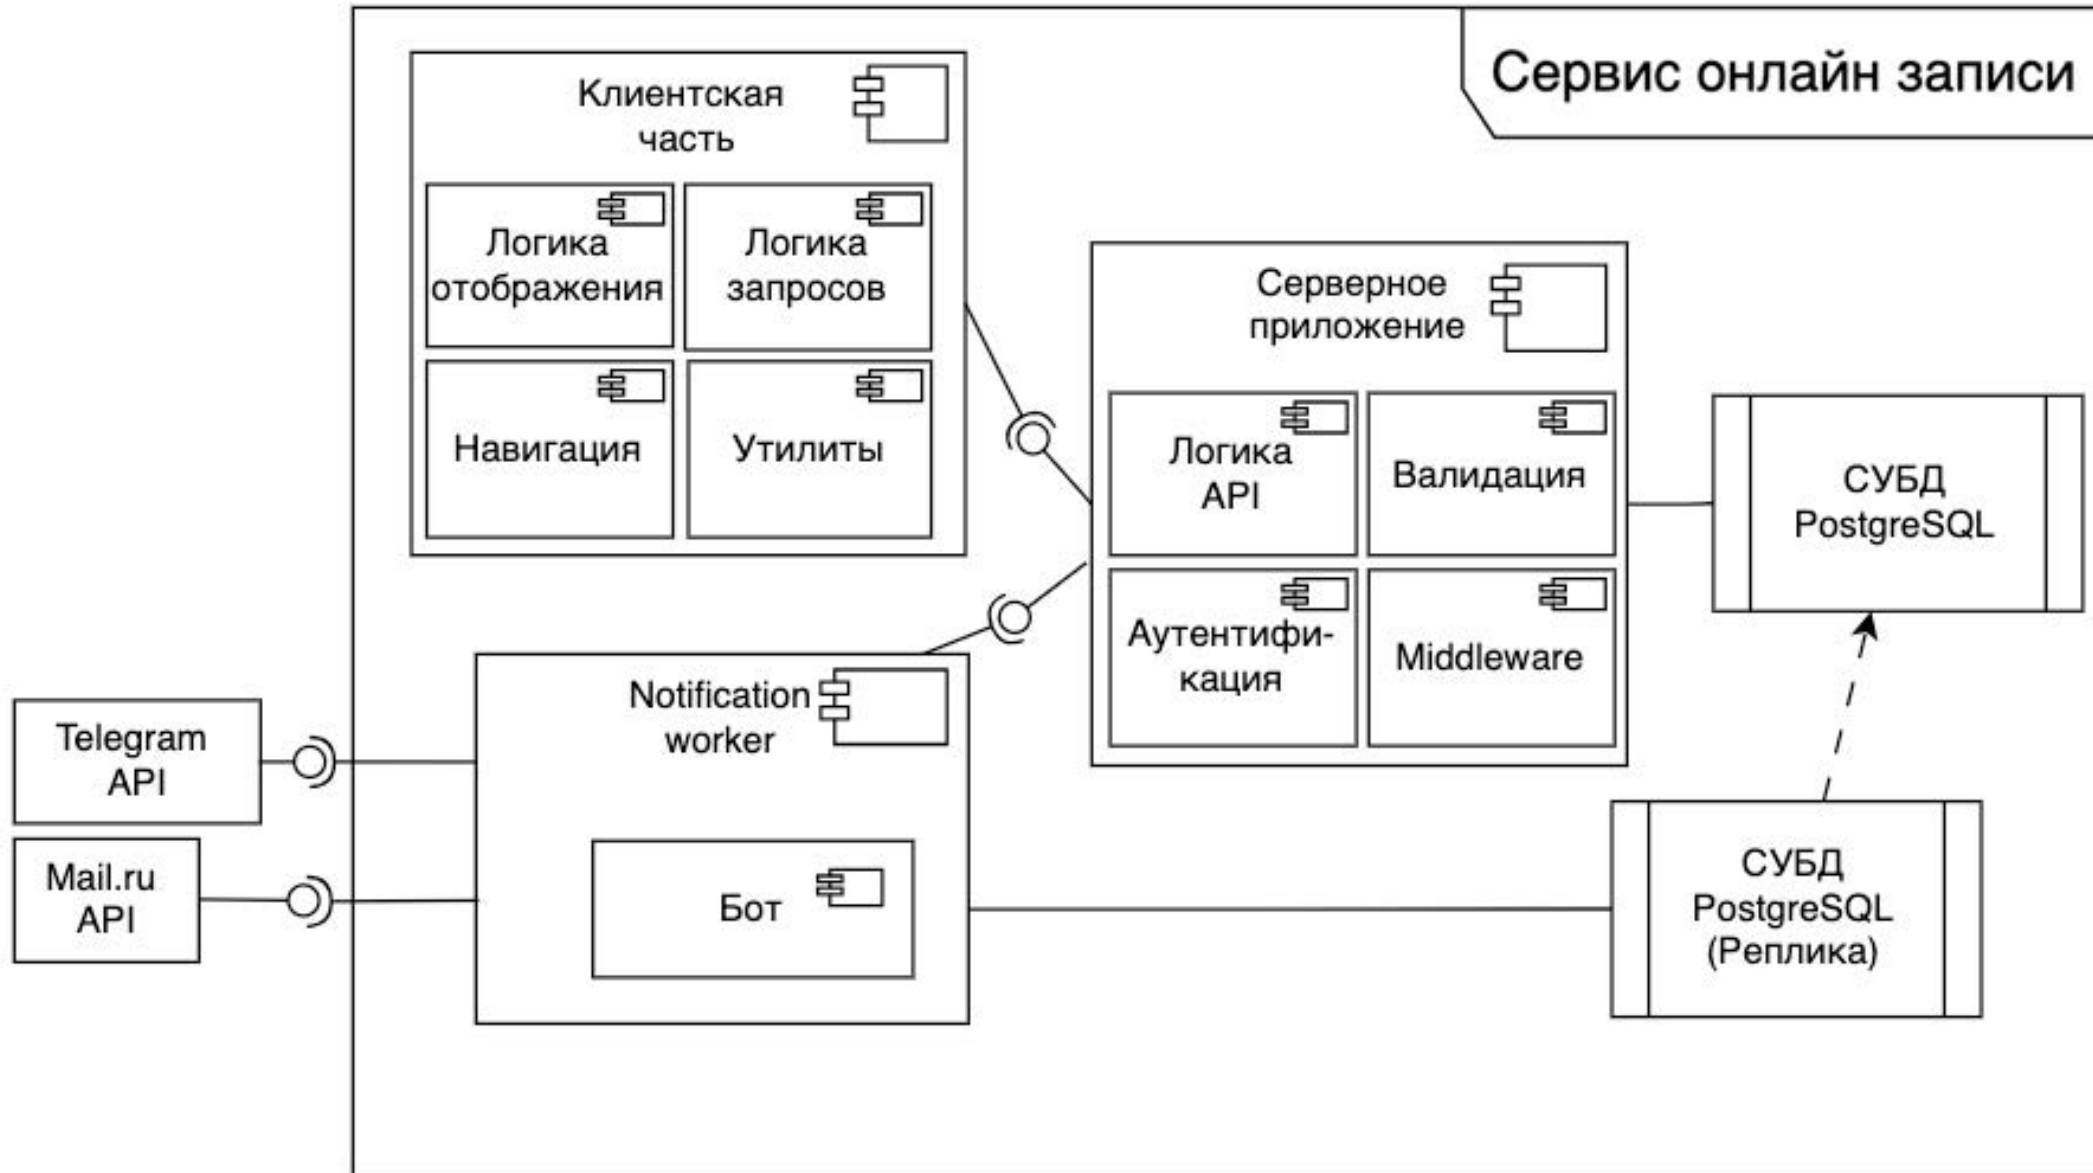 Сервис онлайн записи
Клиентская
часть
Логика
отображения
Логика
запросов
Навигация
Утилиты
Серверное
приложение
Логика
API
Валидация
Аутентифи-
кация
Middleware
СУБД
PostgreSQL
Notification
worker
Бот
Telegram
API
Mail.ru
API
СУБД
PostgreSQL
(Реплика)